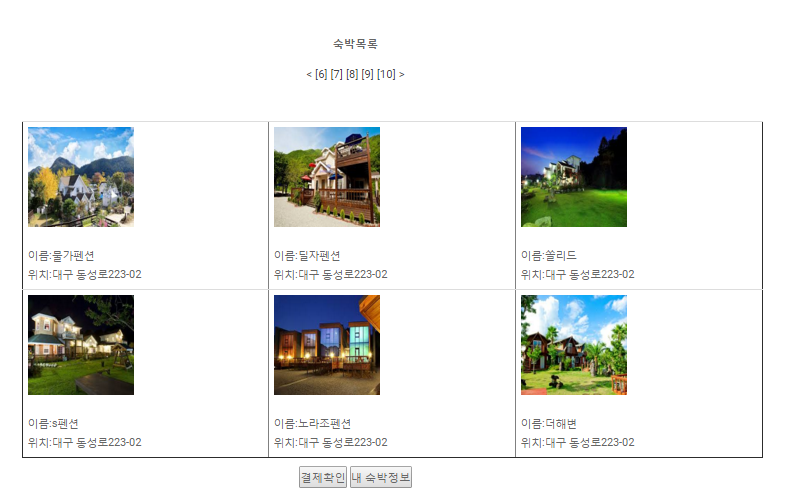 숙박목록
< [6] [7] [8] [9] [10] >
이름:물가펜션
위치:대구 동성로223-02
이름:딜자펜션
위치:대구 동성로223-02
이름:쏠리드
위치:대구 동성로223-02
이름:s펜션
위치:대구 동성로223-02
이름:노라조펜션
위치:대구 동성로223-02
이름:더해변
위치:대구 동성로223-02
결제확인 내 숙박정보